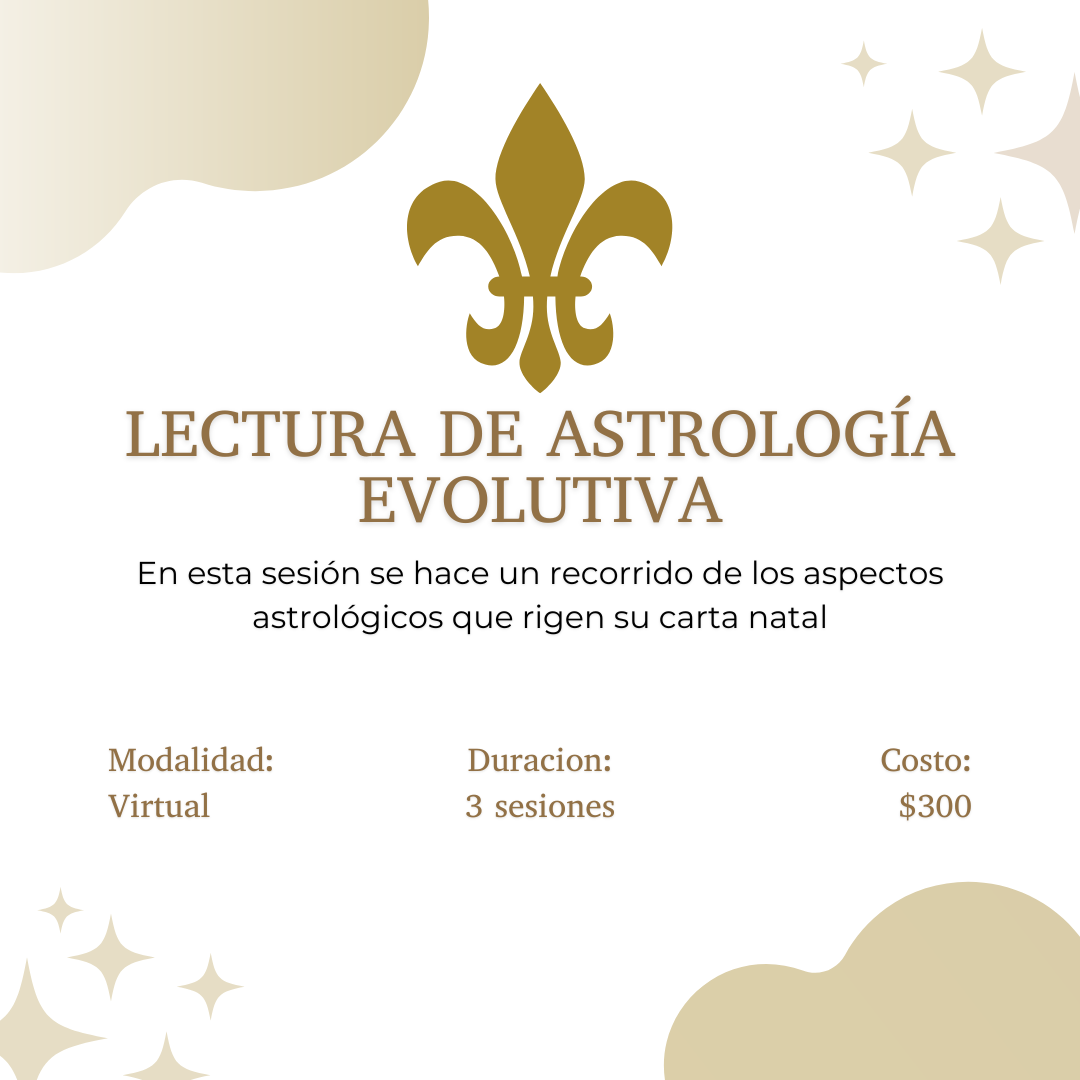 LECTURA DE ASTROLOGÍA
EVOLUTIVA
En esta sesión se hace un recorrido de los aspectos
astrológicos que rigen su carta natal
Modalidad:
Virtual
Duracion:
3 sesiones
Costo:
$300